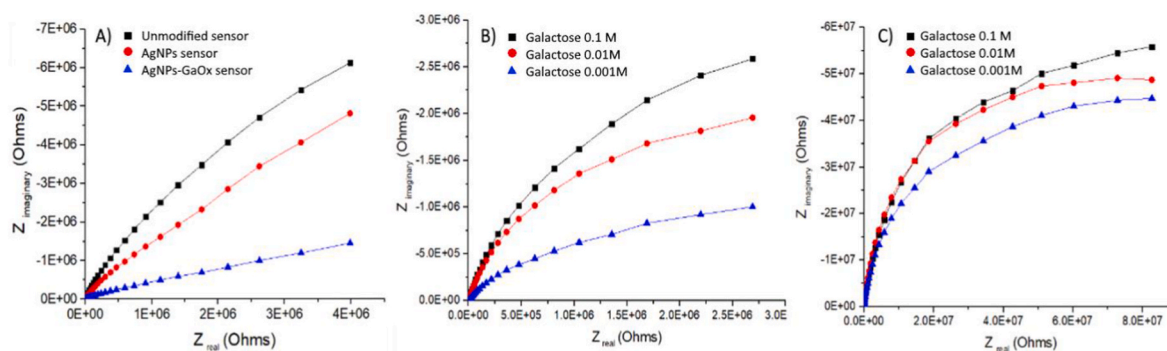 A)
Unmodified sensor
AgNPs sensor
AgNPs-GaOx sensor
-7E+06
-6E+06
-5E+06
-4E+06
-3E+06
-2E+06
-1E+06
0E+00
Z imaginary (Ohms)
0E+00 1E+06 2E+06 3E+06 4E+06
Z real (Ohms)
B)
Galactose 0.1 M
Galactose 0.01M
Galactose 0.001M
-3.0E+06
-2.5E+06
-2.0E+06
-1.5E+06
-1.0E+06
-5.0E+05
0.0E+00
Z imaginary (Ohms)
0.0E+00 5.0E+05 1.0E+06 1.5E+06 2.0E+06 2.5E+06 3.0E
Z real (Ohms)
C)
Galactose 0.1 M
Galactose 0.01M
Galactose 0.001M
-6E+07
-5E+07
-4E+07
-3E+07
-2E+07
-1E+07
0E+00
Z imaginary (Ohms)
0.0E+00 2.0E+07 4.0E+07 6.0E+07 8.0E+07
Z real (Ohms)